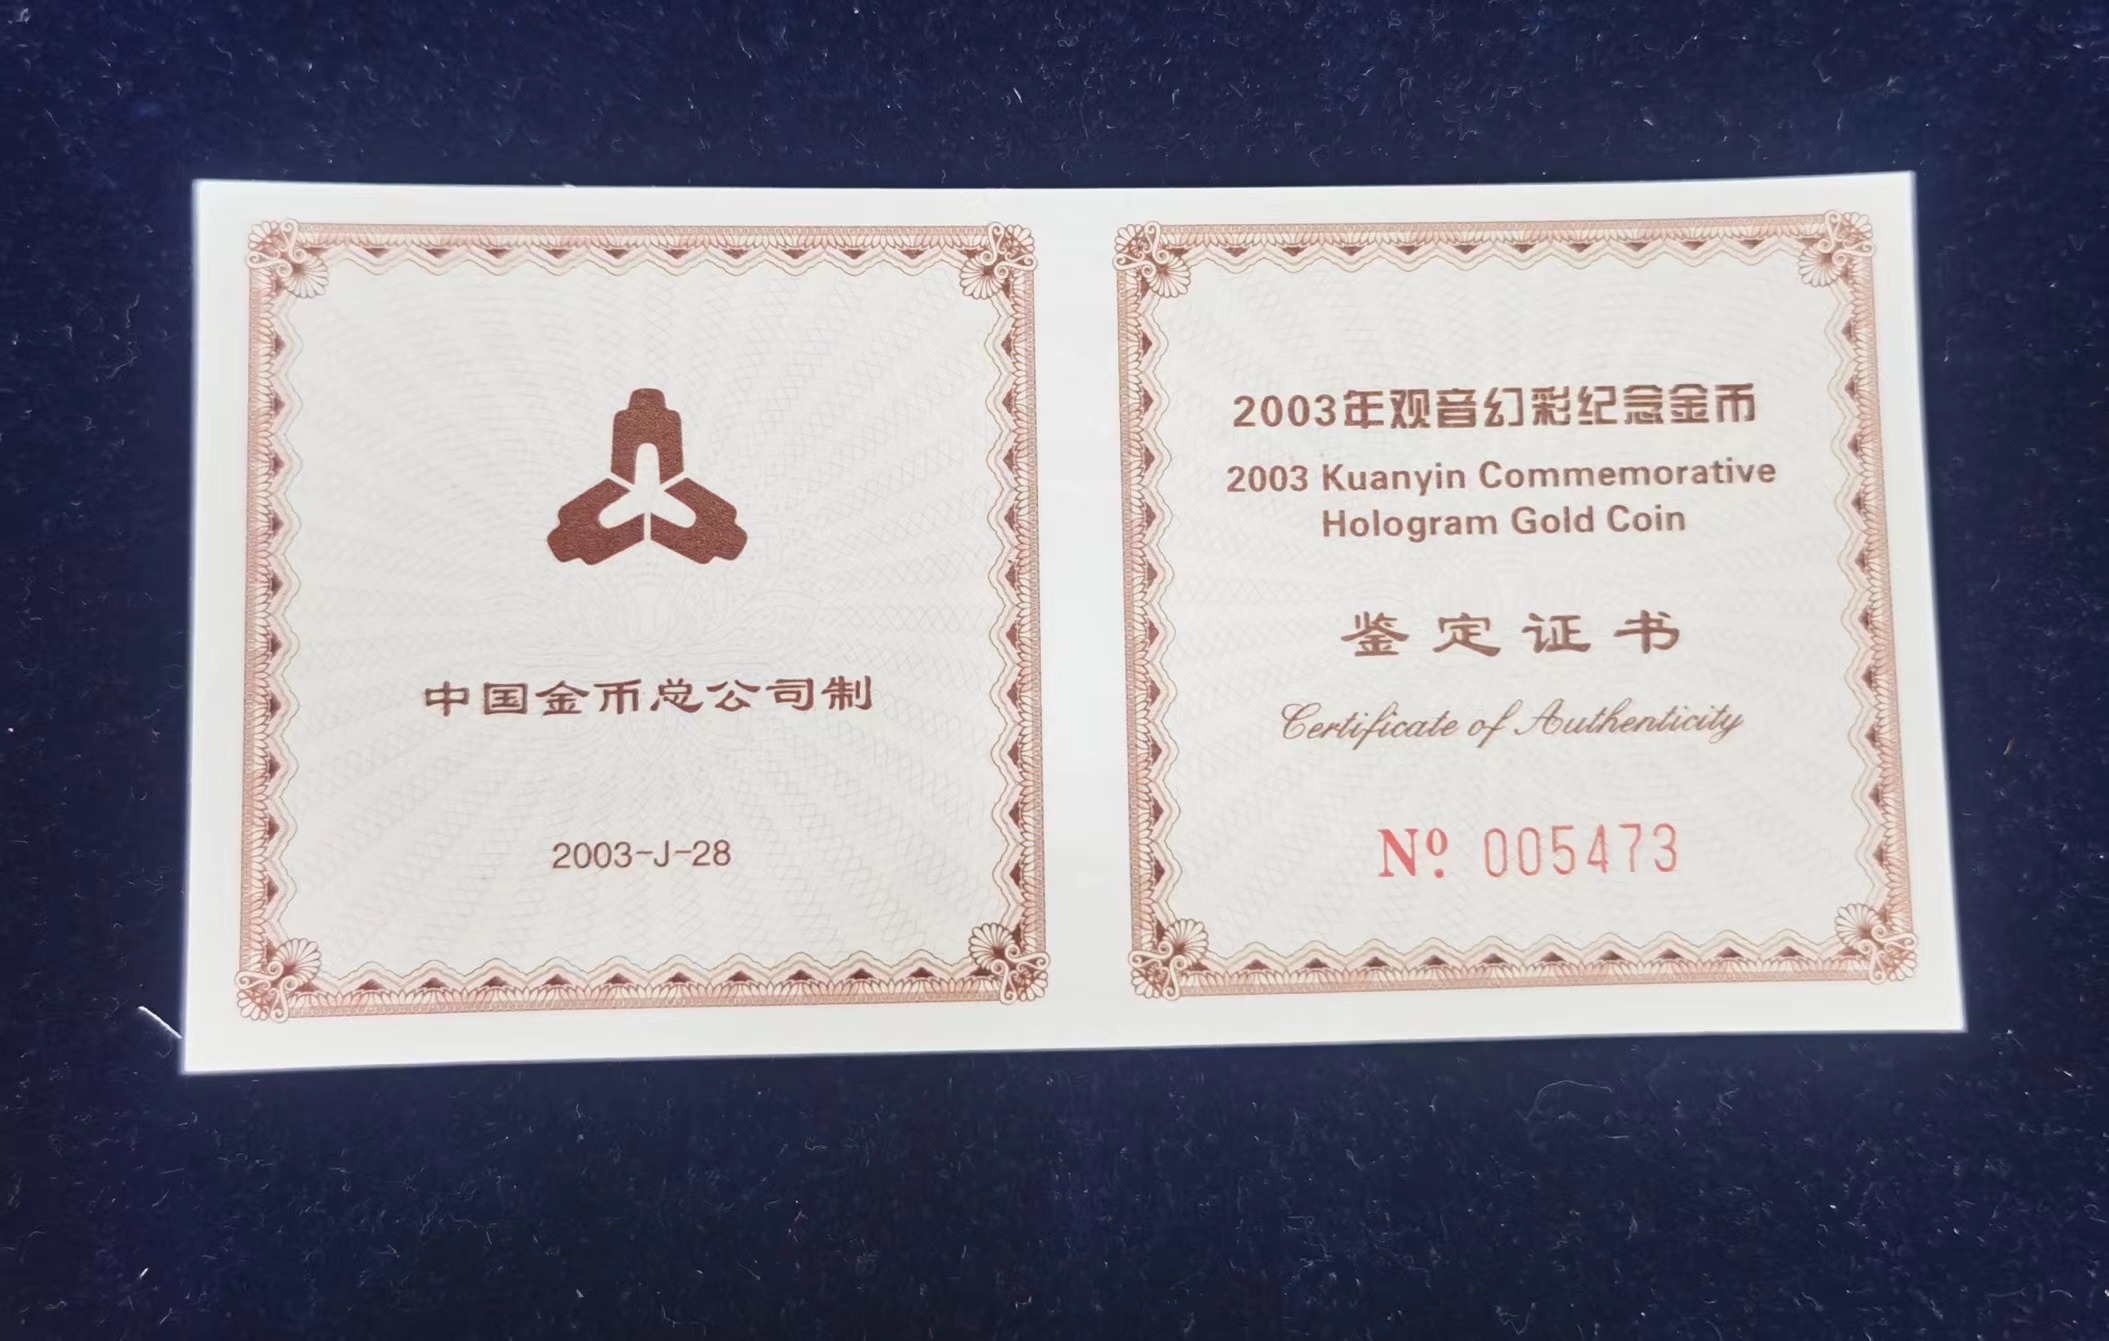 中国金币总公司制
2003-J-28
2003年观音幻彩纪念金币
2003 Kuanyin Commemorative
Hologram Gold Coin
鉴定证书
Certificate of Authenticity
Nº 005473